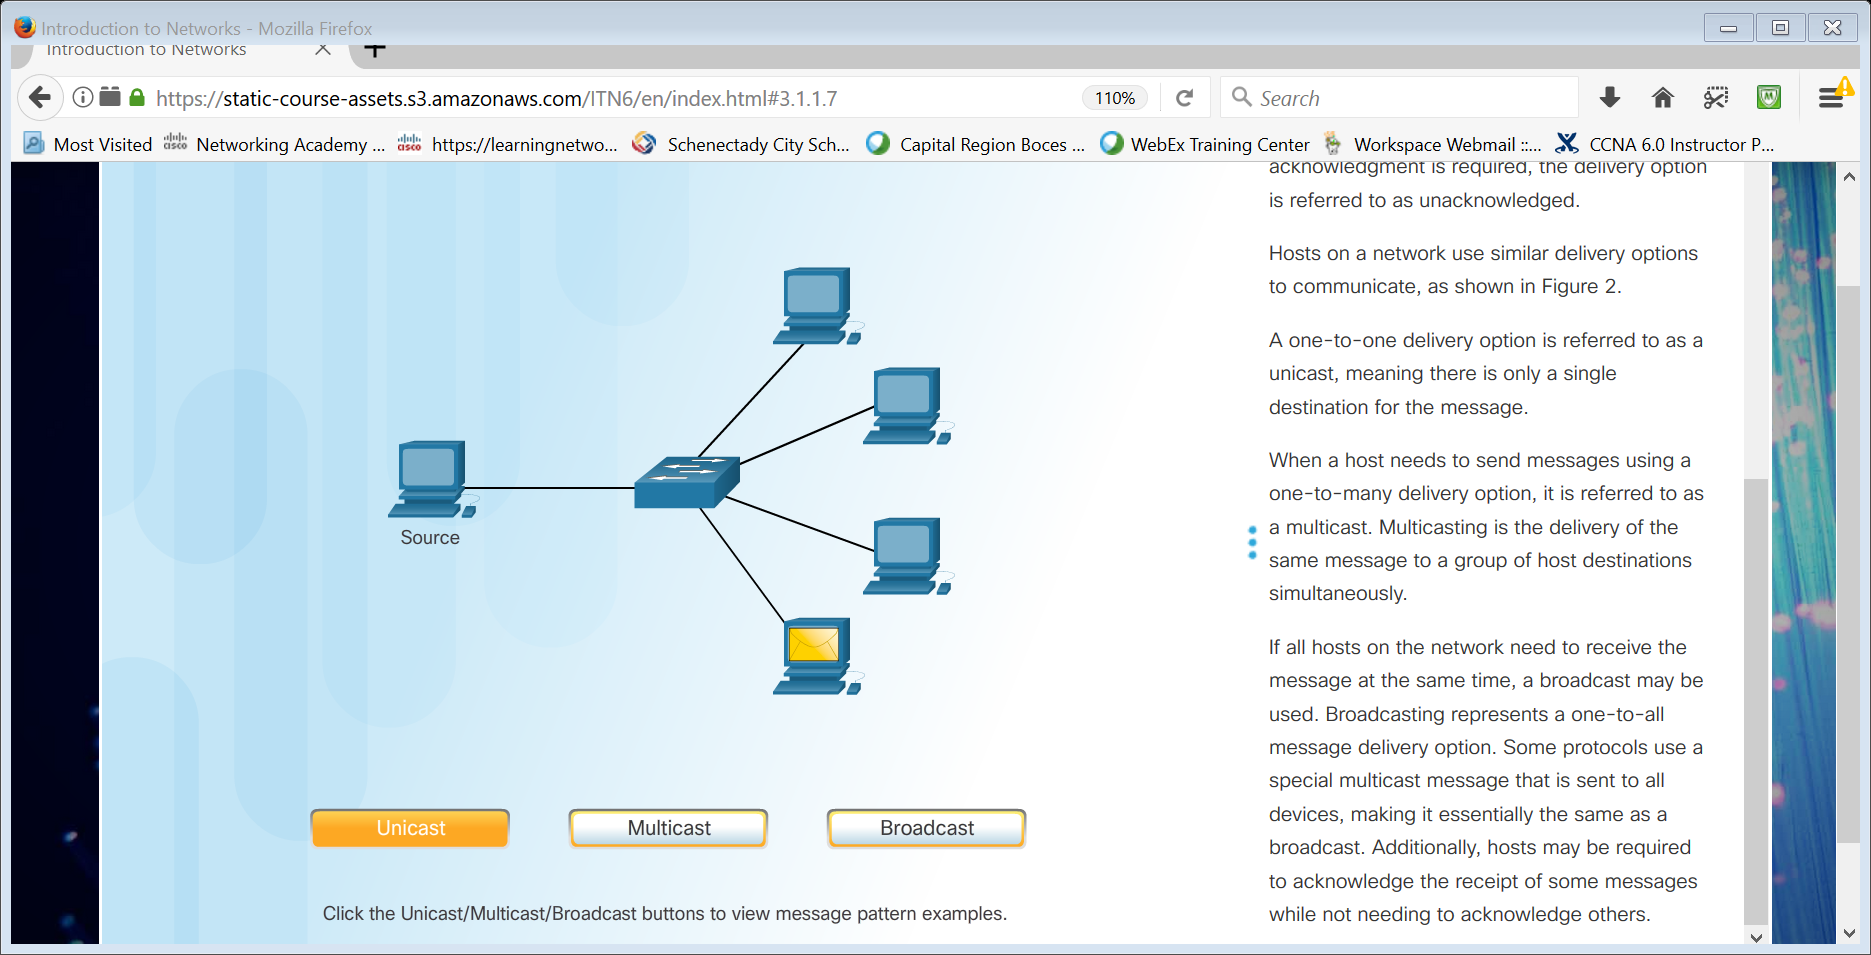 Introduction to Networks - Mozilla Firefox
Introduction to Networks
https://static-course-assets.s3.amazonaws.com/ITN6/en/index.html#3.1.1.7
110%
Search
Most Visited
Networking Academy ...
https://learningnetwo...
Schenectady City Sch...
Capital Region Boces ...
WebEx Training Center
Workspace Webmail ::...
CCNA 6.0 Instructor P...
Source
Unicast
Multicast
Broadcast
Click the Unicast/Multicast/Broadcast buttons to view message pattern examples.
acknowledgment is required, the delivery option
is referred to as unacknowledged.
Hosts on a network use similar delivery options
to communicate, as shown in Figure 2.
A one-to-one delivery option is referred to as a
unicast, meaning there is only a single
destination for the message.
When a host needs to send messages using a
one-to-many delivery option, it is referred to as
a multicast. Multicasting is the delivery of the
same message to a group of host destinations
simultaneously.
If all hosts on the network need to receive the
message at the same time, a broadcast may be
used. Broadcasting represents a one-to-all
message delivery option. Some protocols use a
special multicast message that is sent to all
devices, making it essentially the same as a
broadcast. Additionally, hosts may be required
to acknowledge the receipt of some messages
while not needing to acknowledge others.